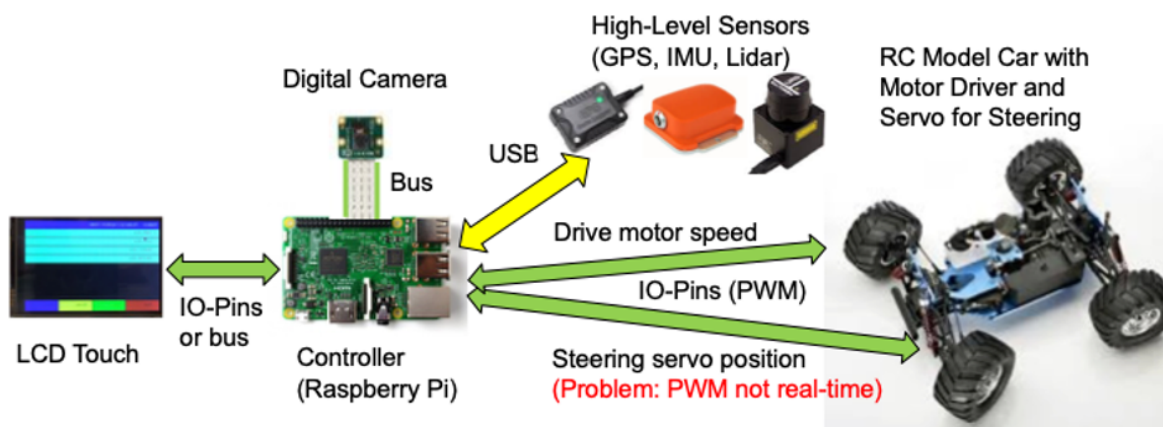 High-Level Sensors
(GPS, IMU, Lidar)
RC Model Car with
Motor Driver and
Servo for Steering
Digital Camera
USB
Bus
Drive motor speed
IO-Pins (PWM)
IO-Pins
or bus
LCD Touch
Controller
(Raspberry Pi)
Steering servo position
(Problem: PWM not real-time)